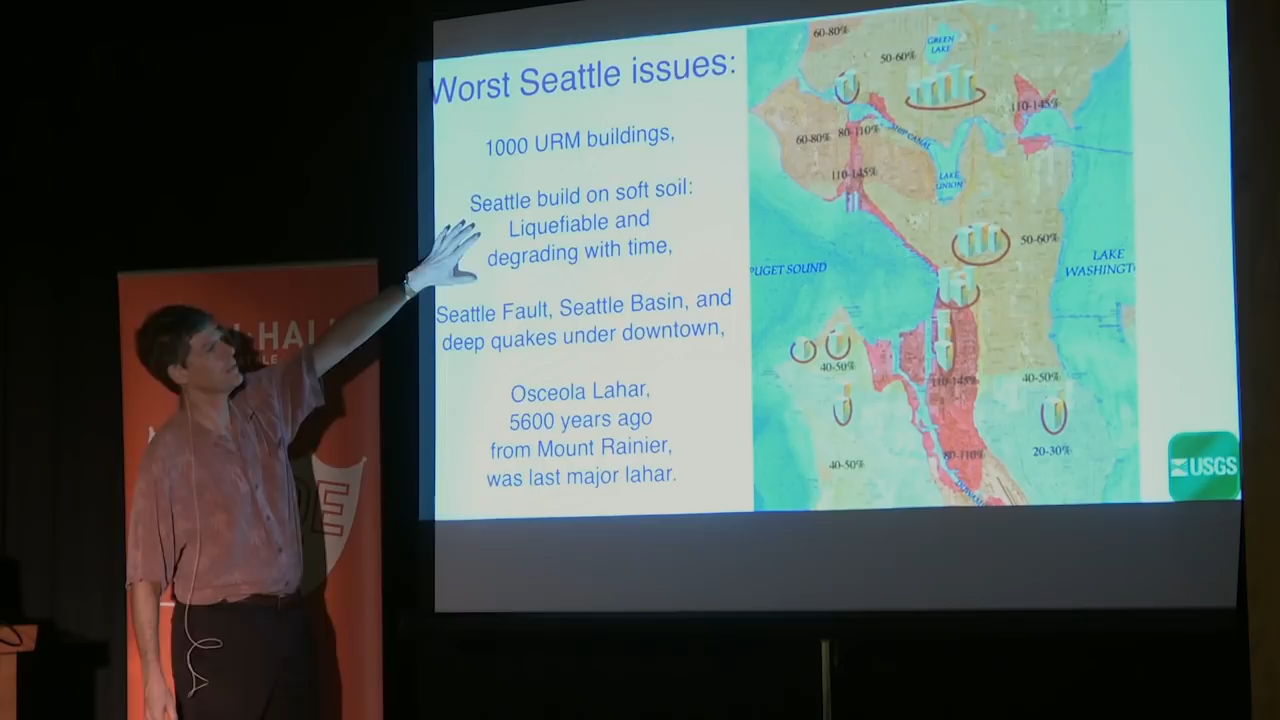 Worst Seattle issues:
1000 URM buildings,
Seattle build on soft soil:
Liquefiable and
degrading with time,
Seattle Fault, Seattle Basin, and
deep quakes under downtown,
Osceola Lahar,
5600 years ago
from Mount Rainier,
was last major lahar.
60-80%
GREEN
LAKE
50-60%
110-145%
60-80%
80-110%
SHIP CANAL
110-145%
LAKE
UNION
50-60%
PUGET SOUND
LAKE
WASHINGT
40-50%
110-145%
40-50%
80-110%
20-30%
40-50%
USGS
HALL